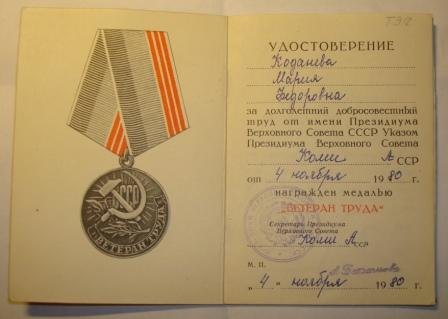 СССР
ВЕТЕРАН ТРУДА
ТЭ2
УДОСТОВЕРЕНИЕ
Коданева
Мария
Федоровна
за долголетний добросовестный
труд от имени Президиума
Верховного Совета СССР Указом
Президиума Верховного Совета
Коми АССР
от 4 ноября 1980 г.
награжден медалью
"ВЕТЕРАН ТРУДА"
Секретарь Президиума
Верховного Совета
Коми АССР
М. П.
"4" ноября 1980 г.